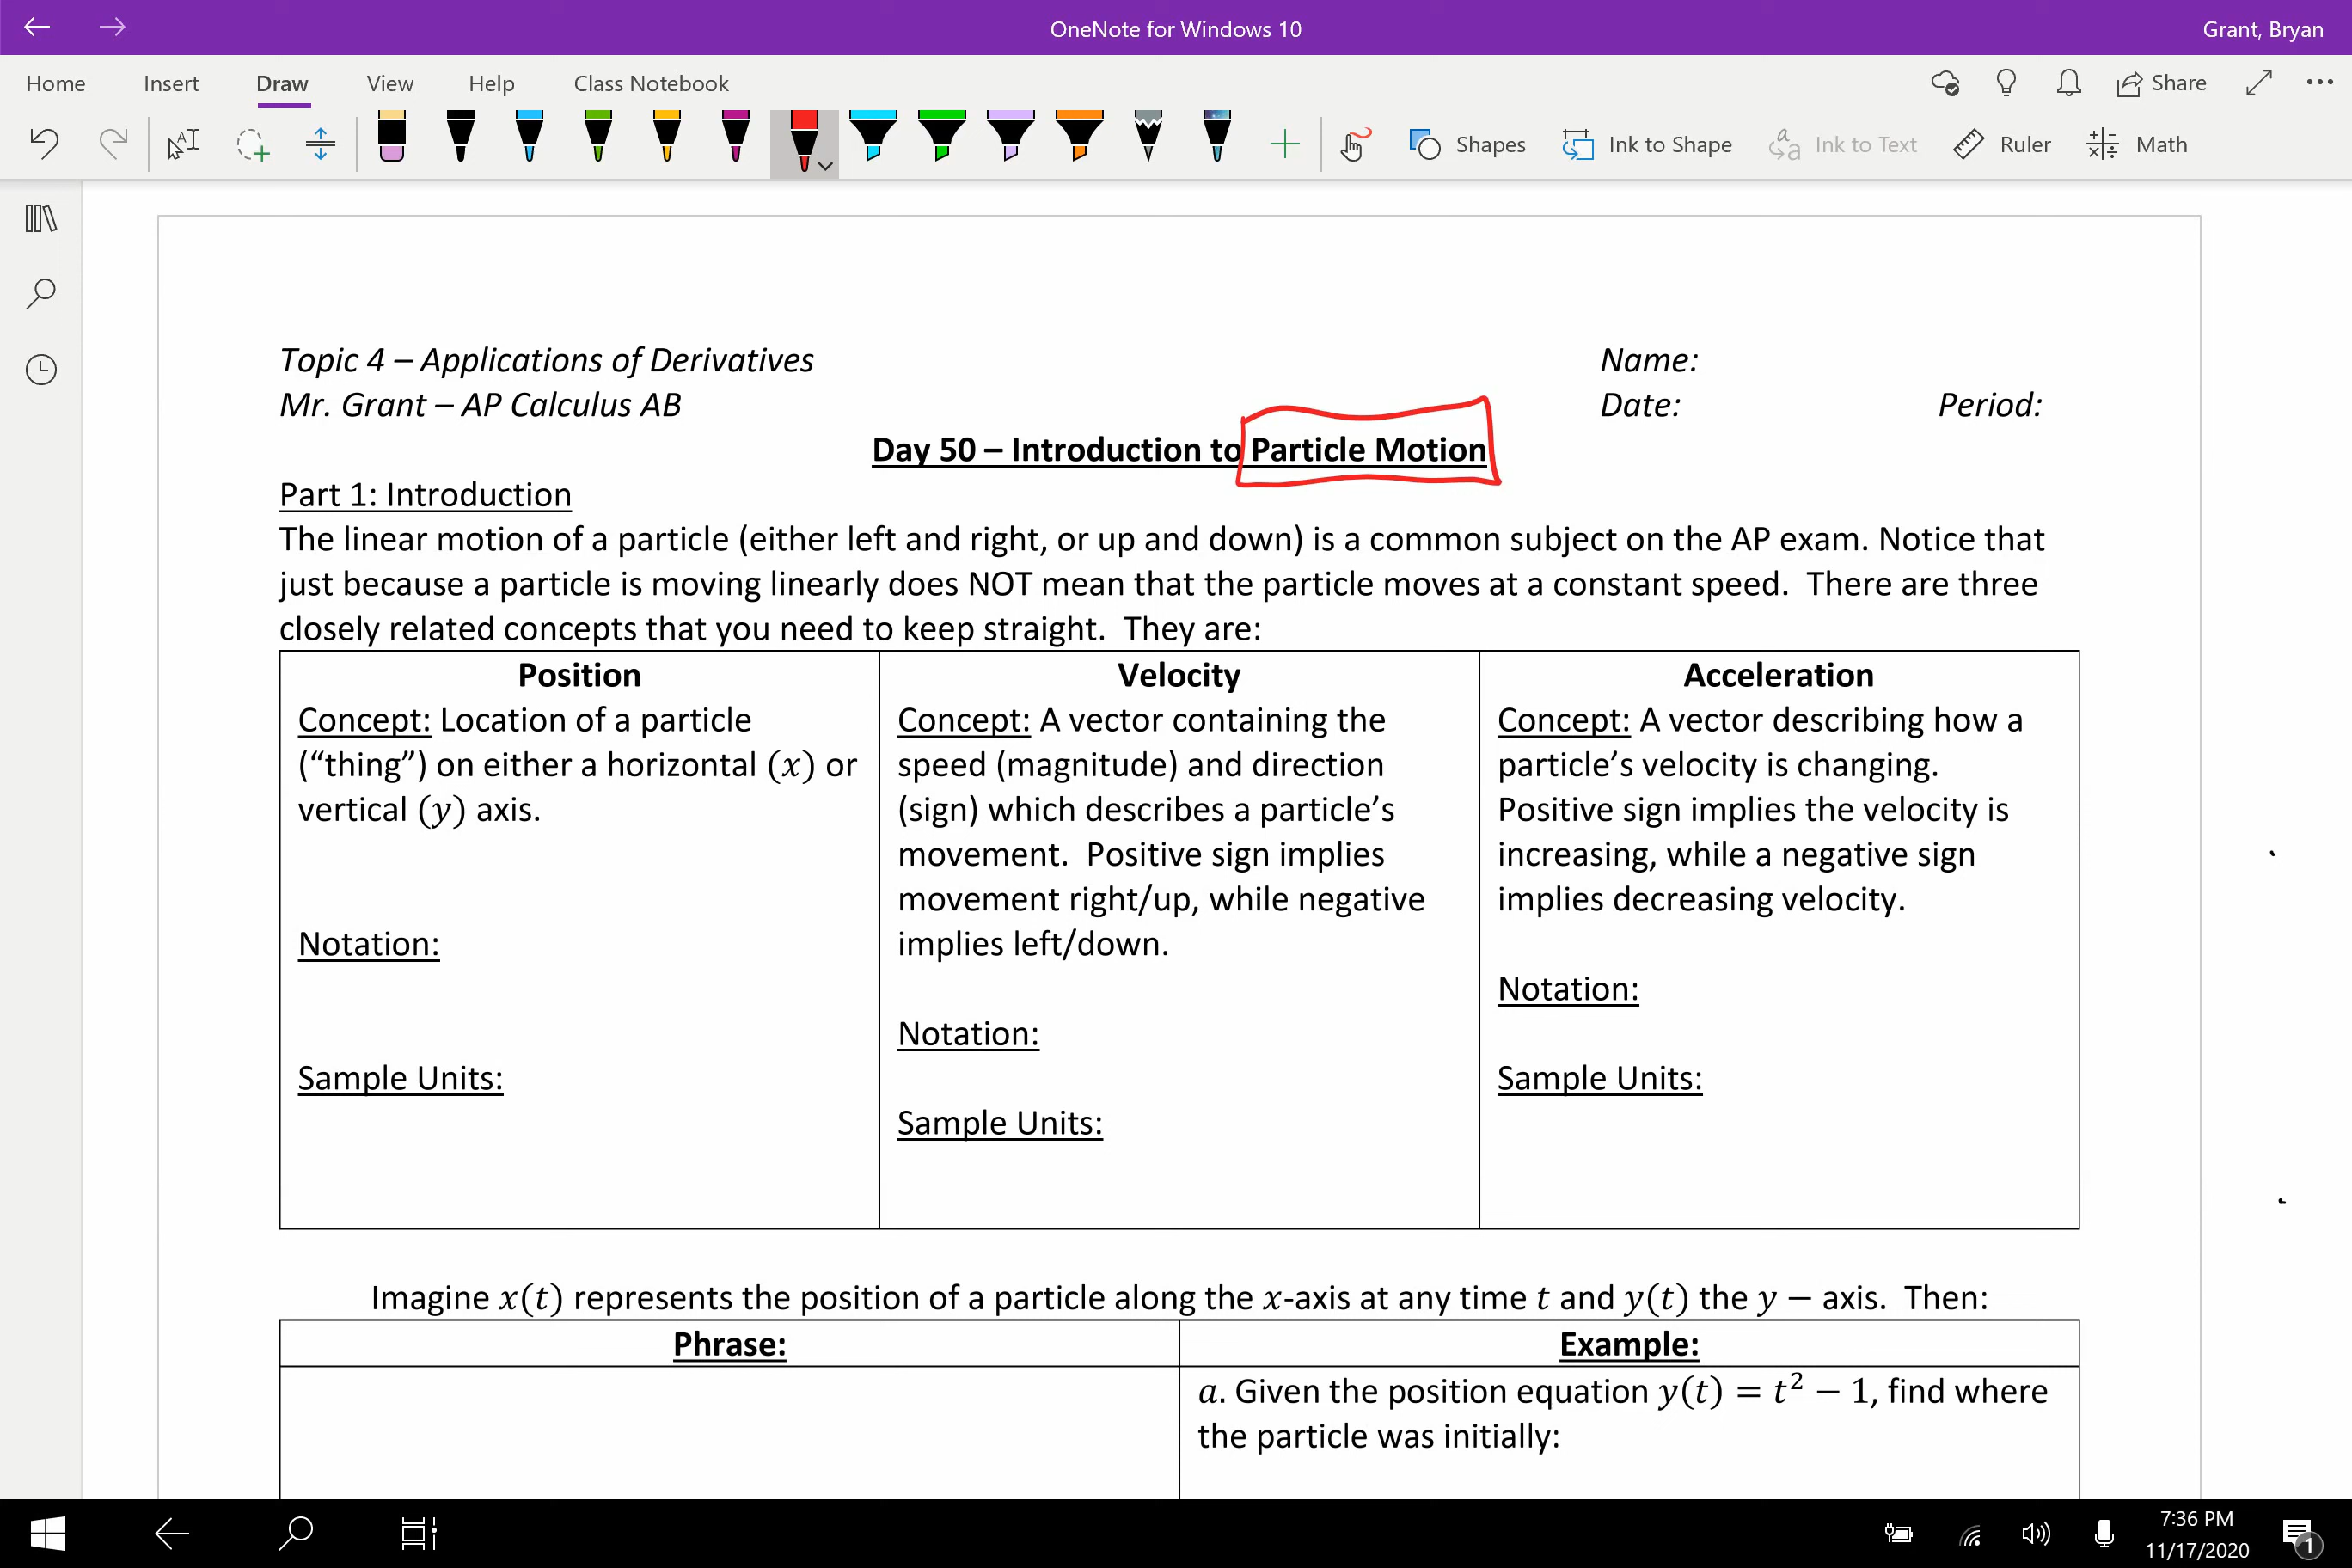 OneNote for Windows 10
Grant, Bryan
Home Insert Draw View Help Class Notebook Share
Shapes Ink to Shape Ink to Text Ruler Math
Topic 4 – Applications of Derivatives Name:
Mr. Grant – AP Calculus AB Date: Period:
Day 50 – Introduction to Particle Motion
Part 1: Introduction
The linear motion of a particle (either left and right, or up and down) is a common subject on the AP exam. Notice that
just because a particle is moving linearly does NOT mean that the particle moves at a constant speed. There are three
closely related concepts that you need to keep straight. They are:
Position
Concept: Location of a particle
(“thing”) on either a horizontal (x) or
vertical (y) axis.
Notation:
Sample Units:
Velocity
Concept: A vector containing the
speed (magnitude) and direction
(sign) which describes a particle’s
movement. Positive sign implies
movement right/up, while negative
implies left/down.
Notation:
Sample Units:
Acceleration
Concept: A vector describing how a
particle’s velocity is changing.
Positive sign implies the velocity is
increasing, while a negative sign
implies decreasing velocity.
Notation:
Sample Units:
Imagine x(t) represents the position of a particle along the x-axis at any time t and y(t) the y − axis. Then:
Phrase: Example:
a. Given the position equation y(t) = t² − 1, find where
the particle was initially:
7:36 PM
11/17/2020
1